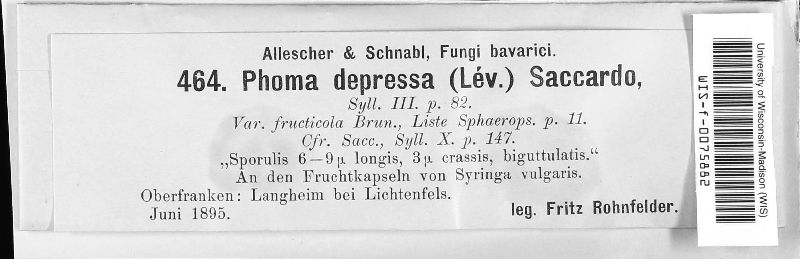 Allescher & Schnabl, Fungi bavarici.
464. Phoma depressa (Lév.) Saccardo,
Syll. III. p. 82.
Var. fructicola Brun., Liste Sphaerops. p. 11.
Cfr. Sacc., Syll. X. p. 147.
„Sporulis 6—9 µ longis, 3 µ crassis, biguttulatis.“
An den Fruchtkapseln von Syringa vulgaris.
Oberfranken: Langheim bei Lichtenfels.
Juni 1895.
leg. Fritz Rohnfelder.
WIS-f-0075882
University of Wisconsin-Madison (WIS)